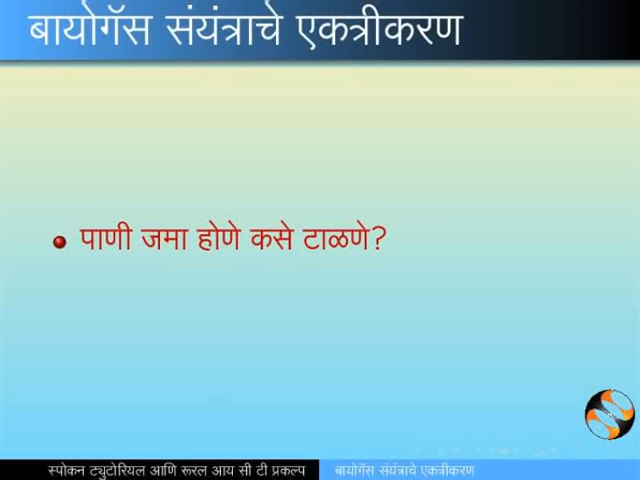 बायोगॅस संयंत्राचे एकत्रीकरण
पाणी जमा होणे कसे टाळणे?
स्पोकन ट्युटोरियल आणि रूरल आय सी टी प्रकल्प
बायोगॅस संयंत्राचे एकत्रीकरण